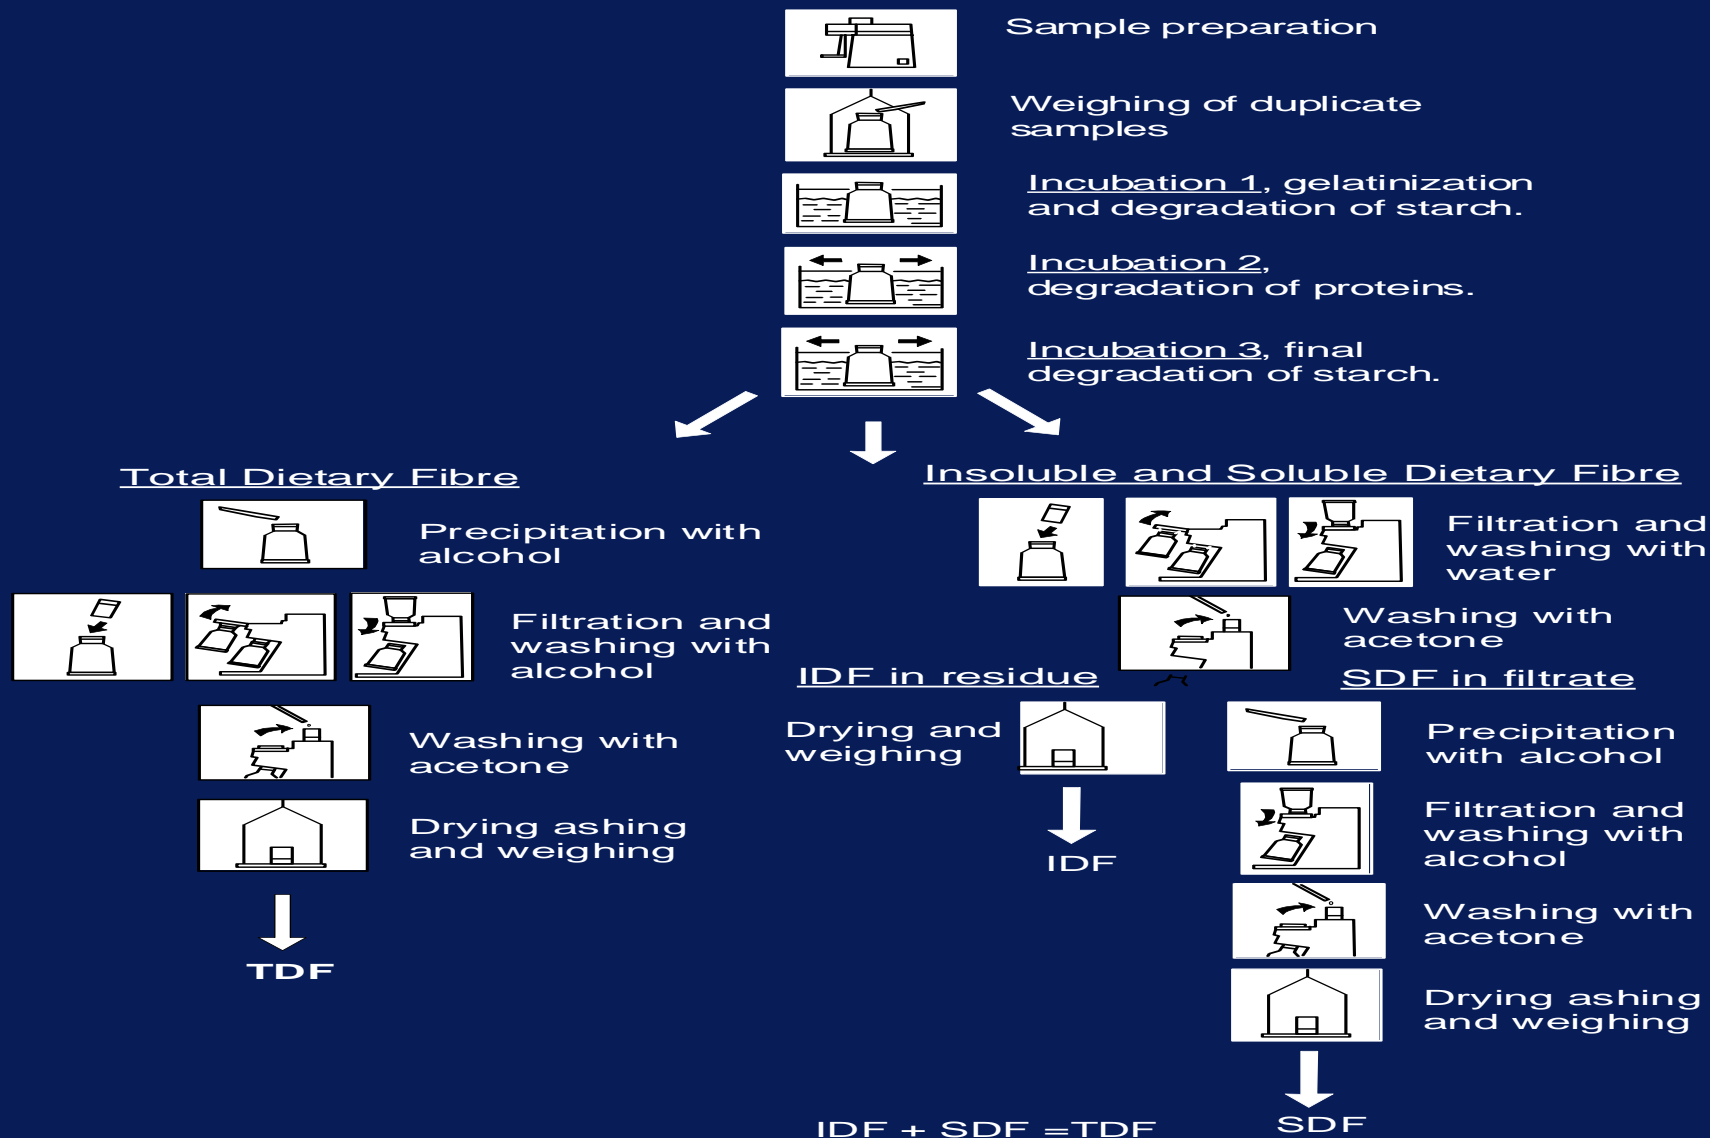 Sample preparation
Weighing of duplicate
samples
Incubation 1, gelatinization
and degradation of starch.
Incubation 2,
degradation of proteins.
Incubation 3, final
degradation of starch.
Total Dietary Fibre
Precipitation with
alcohol
Filtration and
washing with
alcohol
Washing with
acetone
Drying ashing
and weighing
TDF
Insoluble and Soluble Dietary Fibre
Filtration and
washing with
water
Washing with
acetone
IDF in residue
Drying and
weighing
IDF
SDF in filtrate
Precipitation
with alcohol
Filtration and
washing with
alcohol
Washing with
acetone
Drying ashing
and weighing
SDF
IDF + SDF =TDF